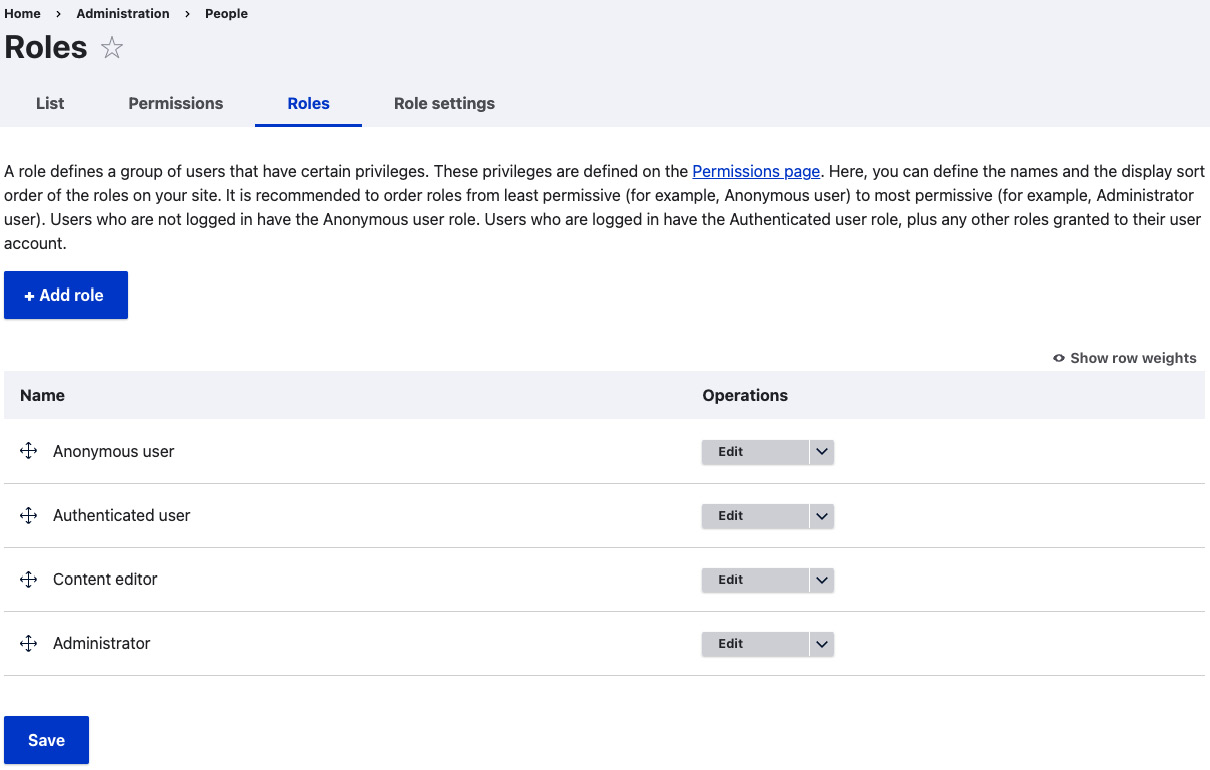 Home › Administration › People
Roles
List Permissions Roles Role settings
A role defines a group of users that have certain privileges. These privileges are defined on the Permissions page. Here, you can define the names and the display sort
order of the roles on your site. It is recommended to order roles from least permissive (for example, Anonymous user) to most permissive (for example, Administrator
user). Users who are not logged in have the Anonymous user role. Users who are logged in have the Authenticated user role, plus any other roles granted to their user
account.
+ Add role
Show row weights
Name Operations
Anonymous user Edit
Authenticated user Edit
Content editor Edit
Administrator Edit
Save